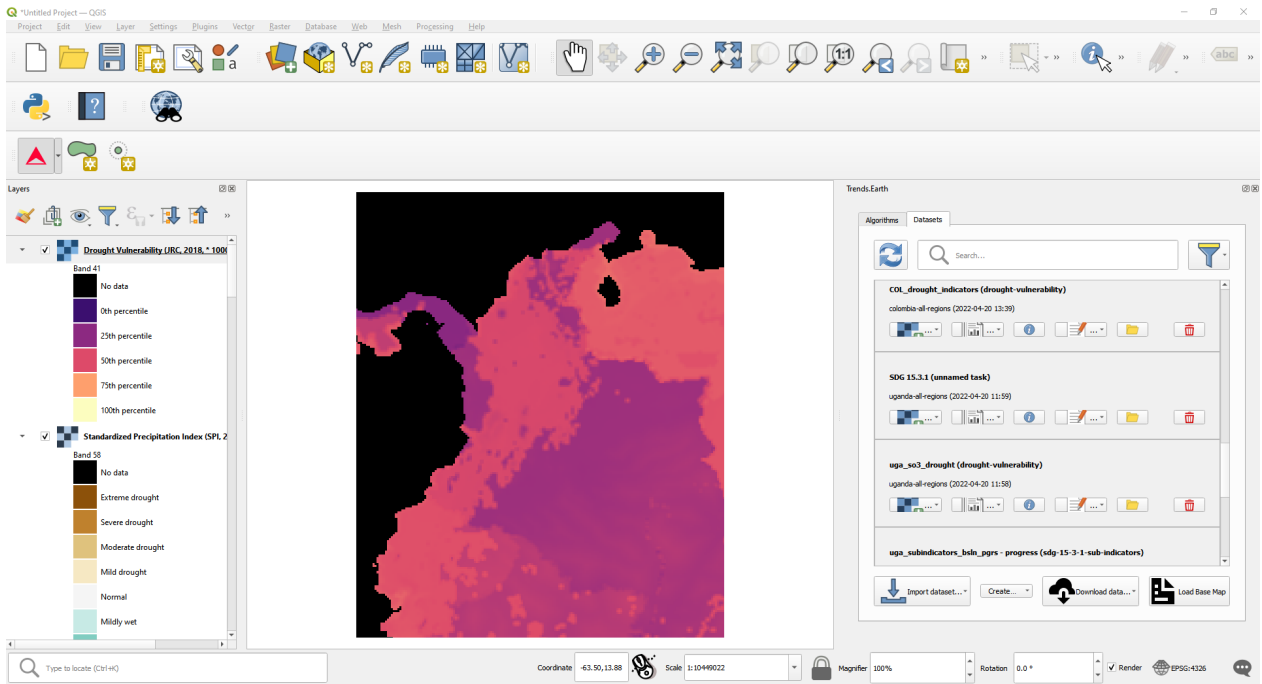 *Untitled Project — QGIS
Project Edit View Layer Settings Plugins Vector Raster Database Web Mesh Processing Help
a
1:1
abc
?
Layers
Drought Vulnerability (JRC, 2018, * 100
Band 41
No data
0th percentile
25th percentile
50th percentile
75th percentile
100th percentile
Standardized Precipitation Index (SPI, 2
Band 58
No data
Extreme drought
Severe drought
Moderate drought
Mild drought
Normal
Mildly wet
Trends.Earth
Algorithms Datasets
Search...
COL_drought_indicators (drought-vulnerability)
colombia-all-regions (2022-04-20 13:39)
... ... ...
SDG 15.3.1 (unnamed task)
uganda-all-regions (2022-04-20 11:59)
... ... ...
uga_so3_drought (drought-vulnerability)
uganda-all-regions (2022-04-20 11:58)
... ... ...
uga_subindicators_bsln_pgrs - progress (sdg-15-3-1-sub-indicators)
Import dataset... Create... Download data... Load Base Map
Type to locate (Ctrl+K) Coordinate -63.50,13.88 Scale 1:10449022 Magnifier 100% Rotation 0.0 ° Render EPSG:4326